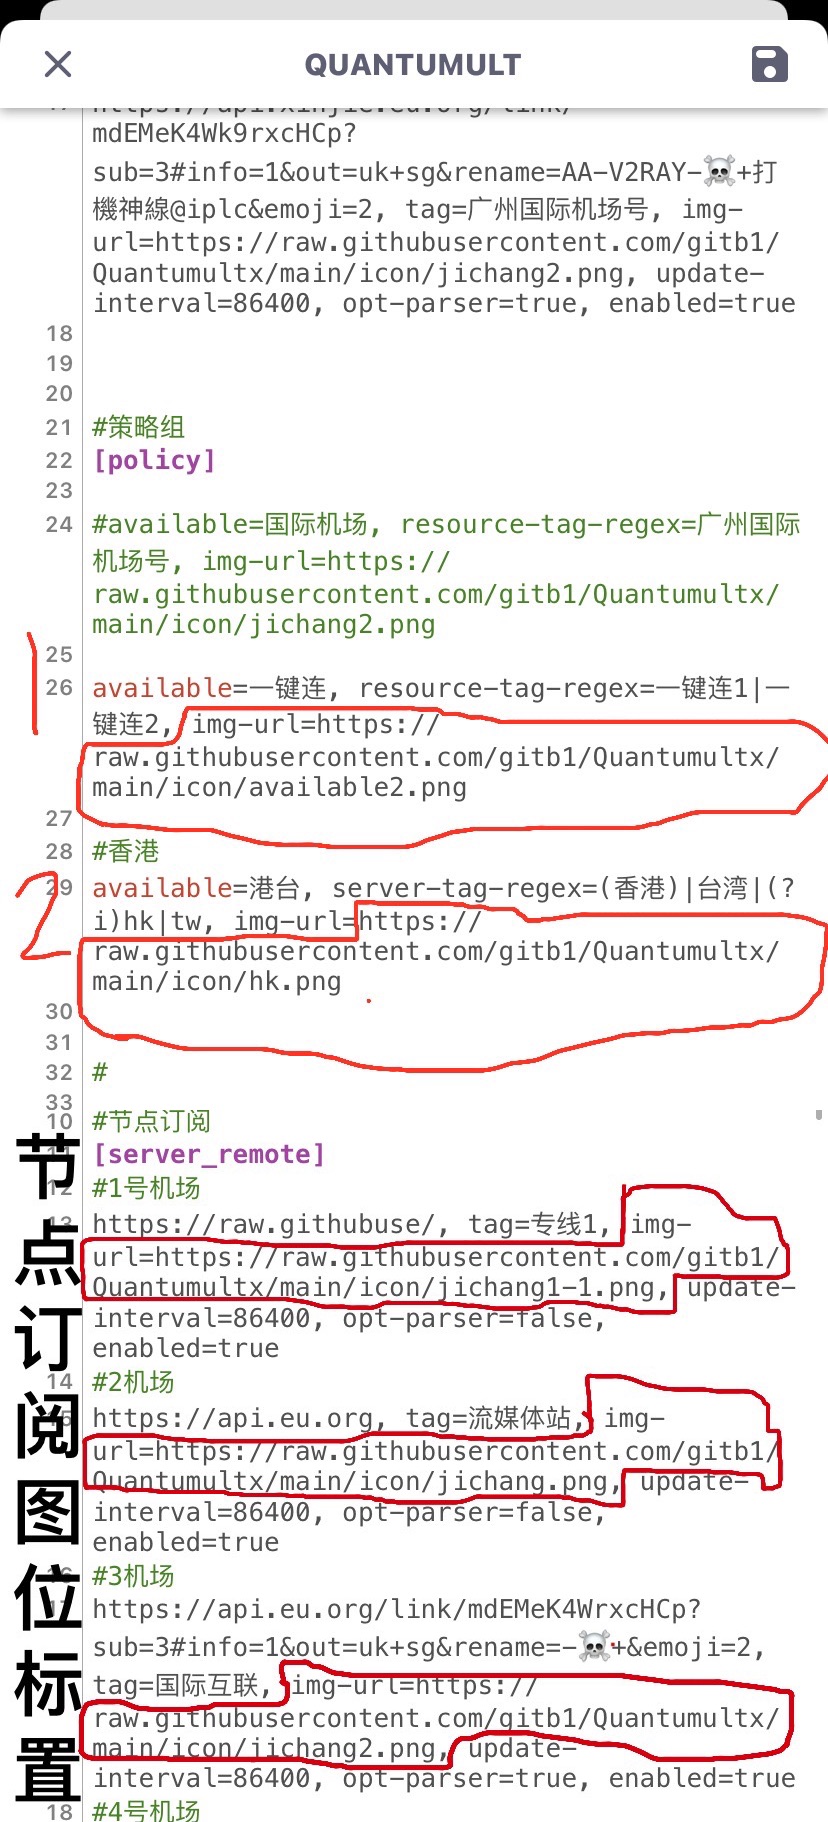 QUANTUMULT
mdEMeK4Wk9rxcHCp?
sub=3#info=1&out=uk+sg&rename=AA-V2RAY-☠️+打
機神線@iplc&emoji=2, tag=广州国际机场号, img-
url=https://raw.githubusercontent.com/gitb1/
Quantumultx/main/icon/jichang2.png, update-
interval=86400, opt-parser=true, enabled=true
18
19
20
21 #策略组
22 [policy]
23
24 #available=国际机场, resource-tag-regex=广州国际
机场号, img-url=https://
raw.githubusercontent.com/gitb1/Quantumultx/
main/icon/jichang2.png
25
1
26 available=一键连, resource-tag-regex=一键连1|一
键连2, img-url=https://
raw.githubusercontent.com/gitb1/Quantumultx/
main/icon/available2.png
27
28 #香港
2
29 available=港台, server-tag-regex=(香港)|台湾|(?
i)hk|tw, img-url=https://
raw.githubusercontent.com/gitb1/Quantumultx/
main/icon/hk.png
30
31
32 #
33
10 #节点订阅
[server_remote]
12 #1号机场
13 https://raw.githubuse/, tag=专线1, img-
url=https://raw.githubusercontent.com/gitb1/
Quantumultx/main/icon/jichang1-1.png, update-
interval=86400, opt-parser=false,
enabled=true
14 #2机场
https://api.eu.org, tag=流媒体站, img-
url=https://raw.githubusercontent.com/gitb1/
Quantumultx/main/icon/jichang.png, update-
interval=86400, opt-parser=false,
enabled=true
#3机场
https://api.eu.org/link/mdEMeK4WrxcHCp?
sub=3#info=1&out=uk+sg&rename=-☠️+&emoji=2,
tag=国际互联, img-url=https://
raw.githubusercontent.com/gitb1/Quantumultx/
main/icon/jichang2.png, update-
interval=86400, opt-parser=true, enabled=true
18 #4号机场
节点订阅图位标置